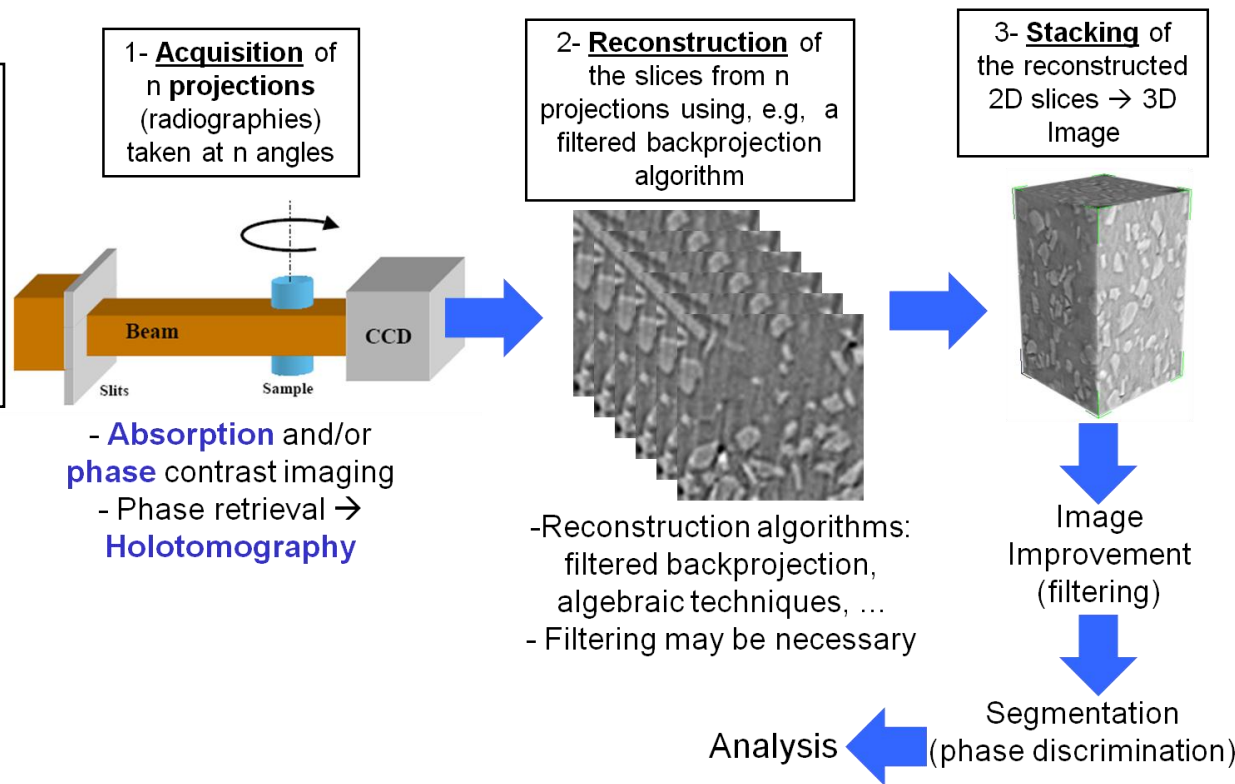 1- Acquisition of
n projections
(radiographies)
taken at n angles
Beam
Slits
Sample
CCD
- Absorption and/or
phase contrast imaging
- Phase retrieval →
Holotomography
2- Reconstruction of
the slices from n
projections using, e.g, a
filtered backprojection
algorithm
-Reconstruction algorithms:
filtered backprojection,
algebraic techniques, ...
- Filtering may be necessary
3- Stacking of
the reconstructed
2D slices → 3D
Image
Image
Improvement
(filtering)
Segmentation
(phase discrimination)
Analysis